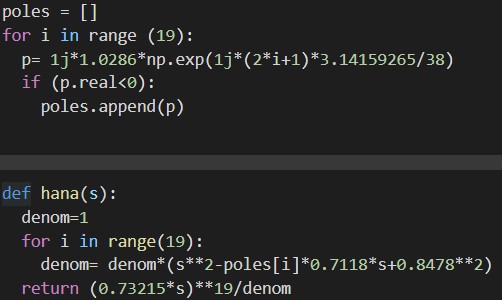 poles = []
for i in range (19):
  p= 1j*1.0286*np.exp(1j*(2*i+1)*3.14159265/38)
  if (p.real<0):
    poles.append(p)
def hana(s):
  denom=1
  for i in range(19):
    denom= denom*(s**2-poles[i]*0.7118*s+0.8478**2)
  return (0.73215*s)**19/denom